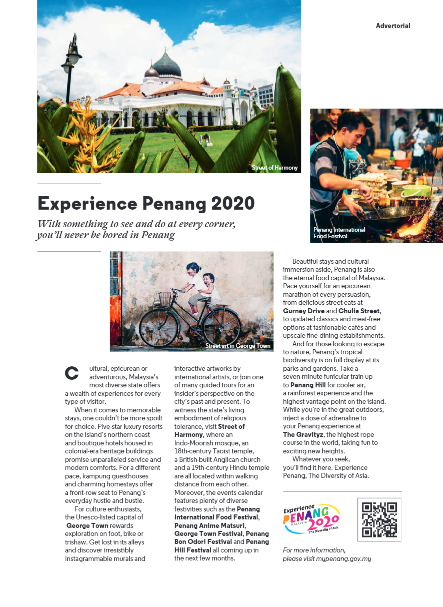 Advertorial
Street of Harmony
Penang International
Food Festival
Experience Penang 2020
With something to see and do at every corner,
you'll never be bored in Penang
Street art in George Town
Cultural, epicurean or
adventurous, Malaysia's
most diverse state offers
a wealth of experiences for every
type of visitor.
When it comes to memorable
stays, one couldn't be more spoilt
for choice. Five-star luxury resorts
on the island's northern coast
and boutique hotels housed in
colonial-era heritage buildings
promise unparalleled service and
modern comforts. For a different
pace, kampung guesthouses
and charming homestays offer
a front-row seat to Penang's
everyday hustle and bustle.
For culture enthusiasts,
the Unesco-listed capital of
George Town rewards
exploration on foot, bike or
trishaw. Get lost in its alleys
and discover irresistibly
Instagrammable murals and
interactive artworks by
international artists, or join one
of many guided tours for an
insider's perspective on the
city's past and present. To
witness the state's living
embodiment of religious
tolerance, visit Street of
Harmony, where an
Indo-Moorish mosque, an
18th-century Taoist temple,
a British-built Anglican church
and a 19th-century Hindu temple
are all located within walking
distance from each other.
Moreover, the events calendar
features plenty of diverse
festivities such as the Penang
International Food Festival,
Penang Anime Matsuri,
George Town Festival, Penang
Bon Odori Festival and Penang
Hill Festival all coming up in
the next few months.
Beautiful stays and cultural
immersion aside, Penang is also
the eternal food capital of Malaysia.
Pace yourself for an epicurean
marathon of every persuasion,
from delicious street eats at
Gurney Drive and Chulia Street,
to updated classics and meat-free
options at fashionable cafés and
upscale fine-dining establishments.
And for those looking to escape
to nature, Penang's tropical
biodiversity is on full display at its
parks and gardens. Take a
seven-minute funicular train up
to Penang Hill for cooler air,
a rainforest experience and the
highest vantage point on the island.
While you're in the great outdoors,
inject a dose of adrenaline to
your Penang experience at
The Gravityz, the highest rope
course in the world, taking fun to
exciting new heights.
Whatever you seek,
you'll find it here. Experience
Penang, The Diversity of Asia.
Experience
PENANG
2020
The Diversity of Asia
For more information,
please visit mypenang.gov.my